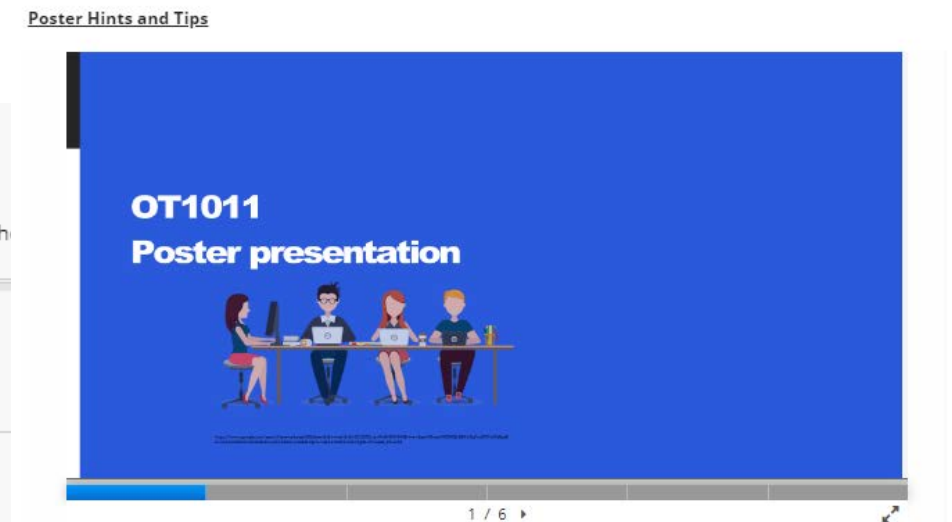 Poster Hints and Tips
OT1011
Poster presentation
1 / 6